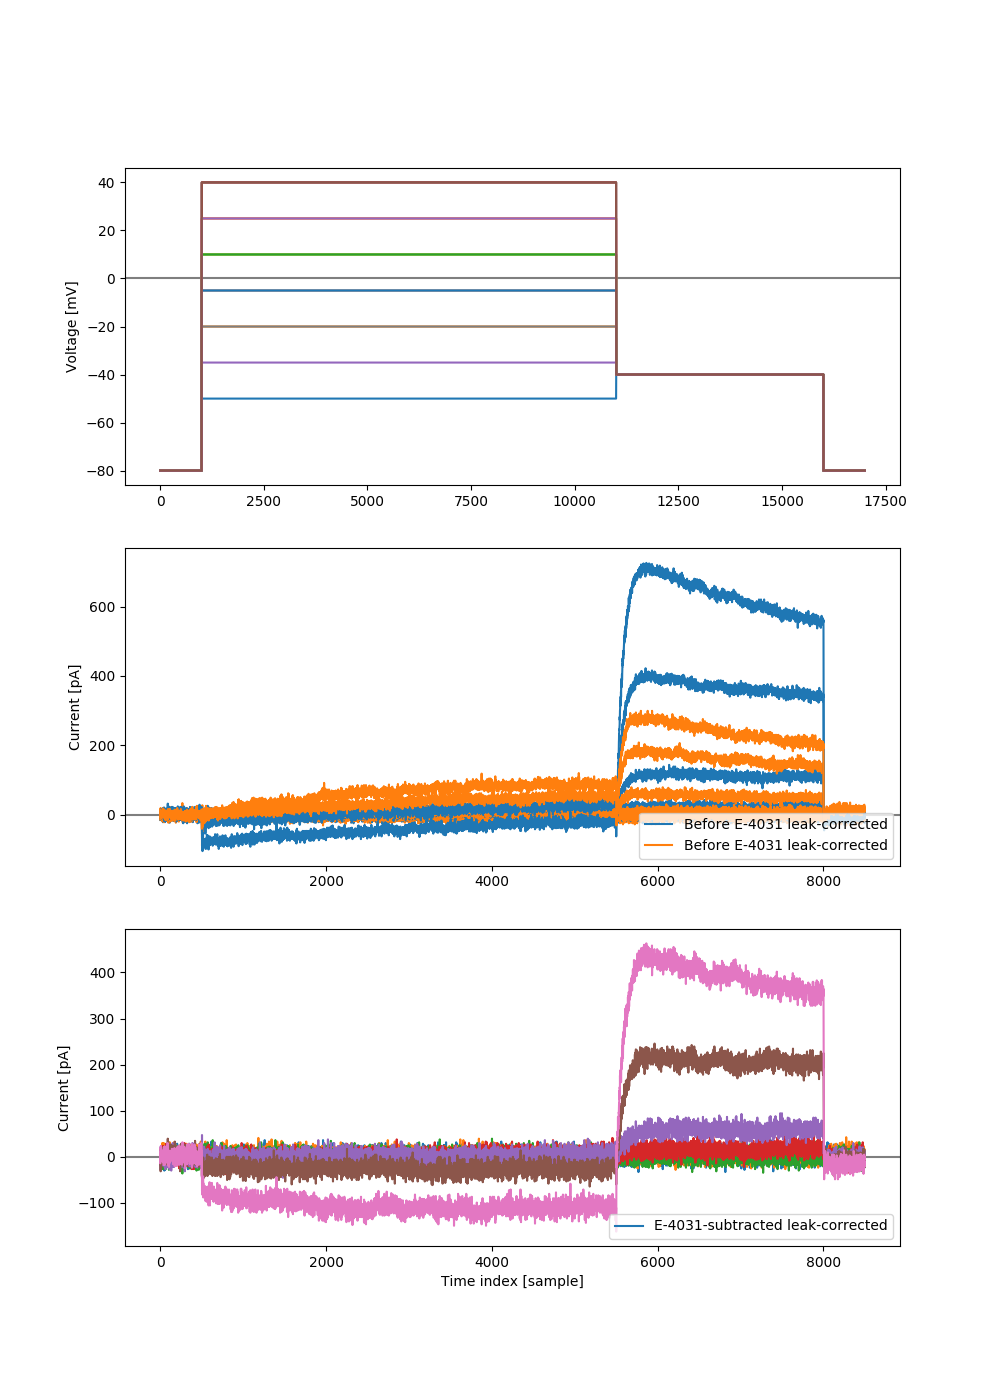 40
20
0
−20
−40
−60
−80
Voltage [mV]
0 2500 5000 7500 10000 12500 15000 17500
600
400
200
0
Current [pA]
Before E-4031 leak-corrected
Before E-4031 leak-corrected
0 2000 4000 6000 8000
400
300
200
100
0
−100
Current [pA]
E-4031-subtracted leak-corrected
0 2000 4000 6000 8000
Time index [sample]